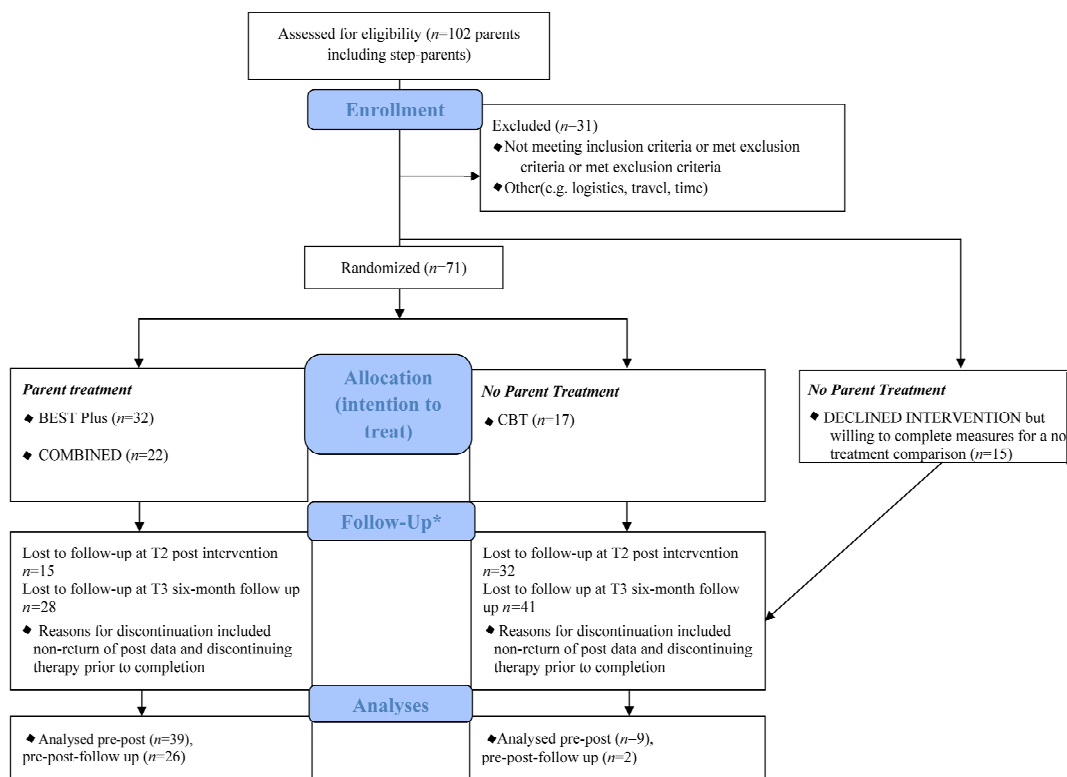 Assessed for eligibility (n=102 parents
including step-parents)
Enrollment
Excluded (n=31)
◆Not meeting inclusion criteria or met exclusion
criteria or met exclusion criteria
◆Other(e.g. logistics, travel, time)
Randomized (n=71)
Parent treatment
◆ BEST Plus (n=32)
◆ COMBINED (n=22)
Allocation
(intention to
treat)
No Parent Treatment
◆ CBT (n=17)
No Parent Treatment
◆ DECLINED INTERVENTION but
willing to complete measures for a no
treatment comparison (n=15)
Follow-Up*
Lost to follow-up at T2 post intervention
n=15
Lost to follow-up at T3 six-month follow up
n=28
◆ Reasons for discontinuation included
non-return of post data and discontinuing
therapy prior to completion
Lost to follow-up at T2 post intervention
n=32
Lost to follow up at T3 six-month follow
up n=41
◆ Reasons for discontinuation included
non-return of post data and discontinuing
therapy prior to completion
Analyses
◆Analysed pre-post (n=39),
pre-post-follow up (n=26)
◆Analysed pre-post (n=9),
pre-post-follow up (n=2)